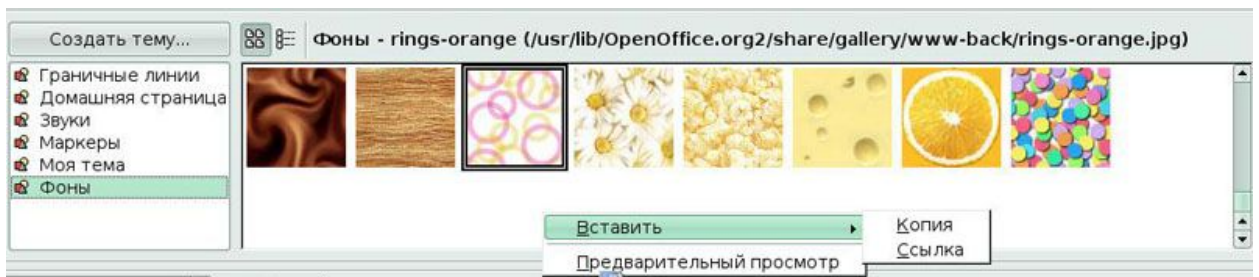 Создать тему...
Фоны - rings-orange (/usr/lib/OpenOffice.org2/share/gallery/www-back/rings-orange.jpg)
Граничные линии
Домашняя страница
Звуки
Маркеры
Моя тема
Фоны
Вставить
Предварительный просмотр
Копия
Ссылка